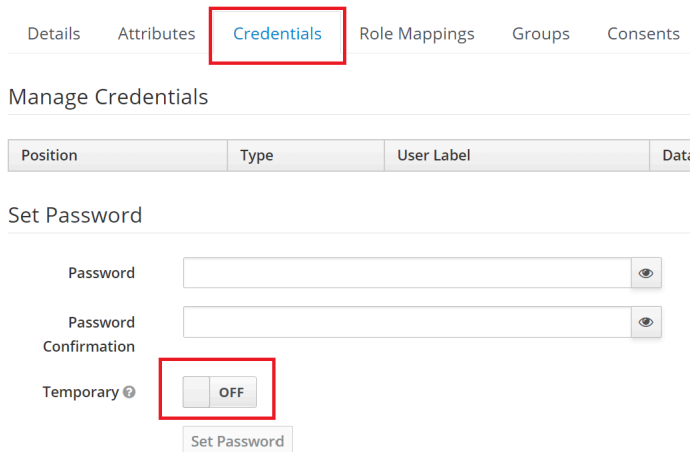 Details Attributes Credentials Role Mappings Groups Consents
Manage Credentials
Position Type User Label Data
Set Password
Password
Password
Confirmation
Temporary OFF
Set Password